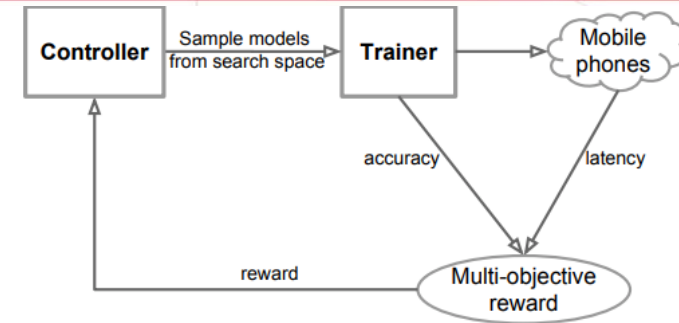 Controller
Sample models
from search space
Trainer
Mobile
phones
accuracy
latency
reward
Multi-objective
reward